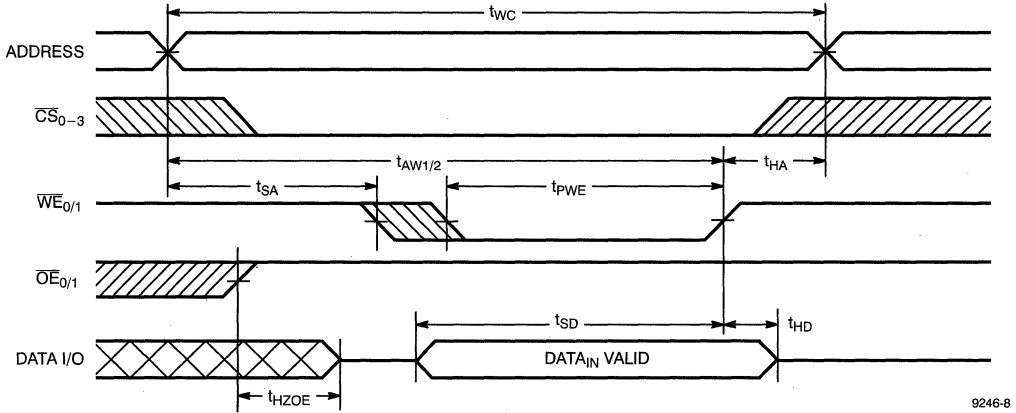 tWC
ADDRESS
CS0–3
tAW1/2
tHA
tSA
tPWE
WE0/1
OE0/1
tSD
tHD
DATA I/O
DATAIN VALID
tHZOE
9246-8